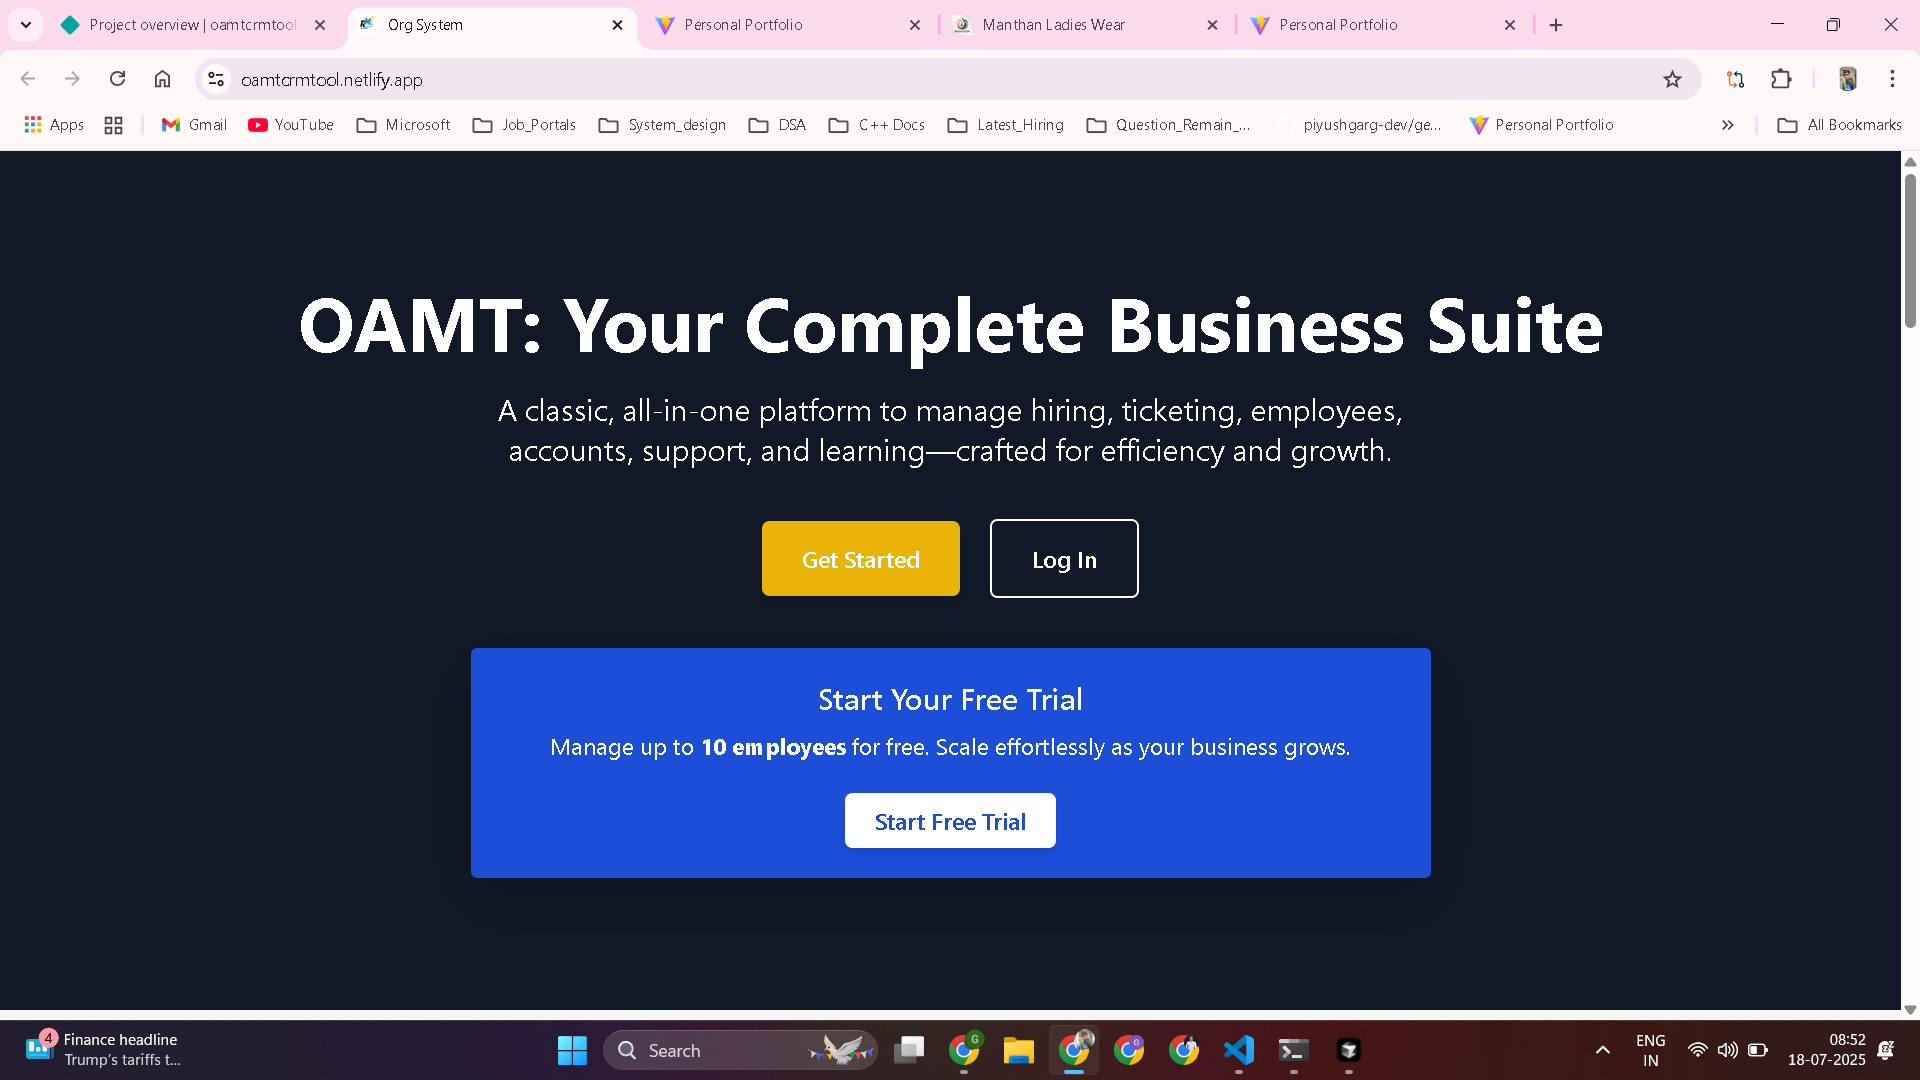 Project overview | oamtcrmtool
Org System
Personal Portfolio
Manthan Ladies Wear
Personal Portfolio
oamtcrmtool.netlify.app
Apps
Gmail
YouTube
Microsoft
Job_Portals
System_design
DSA
C++ Docs
Latest_Hiring
Question_Remain_...
piyushgarg-dev/ge...
Personal Portfolio
All Bookmarks
OAMT: Your Complete Business Suite
A classic, all-in-one platform to manage hiring, ticketing, employees,
accounts, support, and learning—crafted for efficiency and growth.
Get Started
Log In
Start Your Free Trial
Manage up to 10 employees for free. Scale effortlessly as your business grows.
Start Free Trial
4
Finance headline
Trump's tariffs t...
Search
G
G
ENG
IN
08:52
18-07-2025